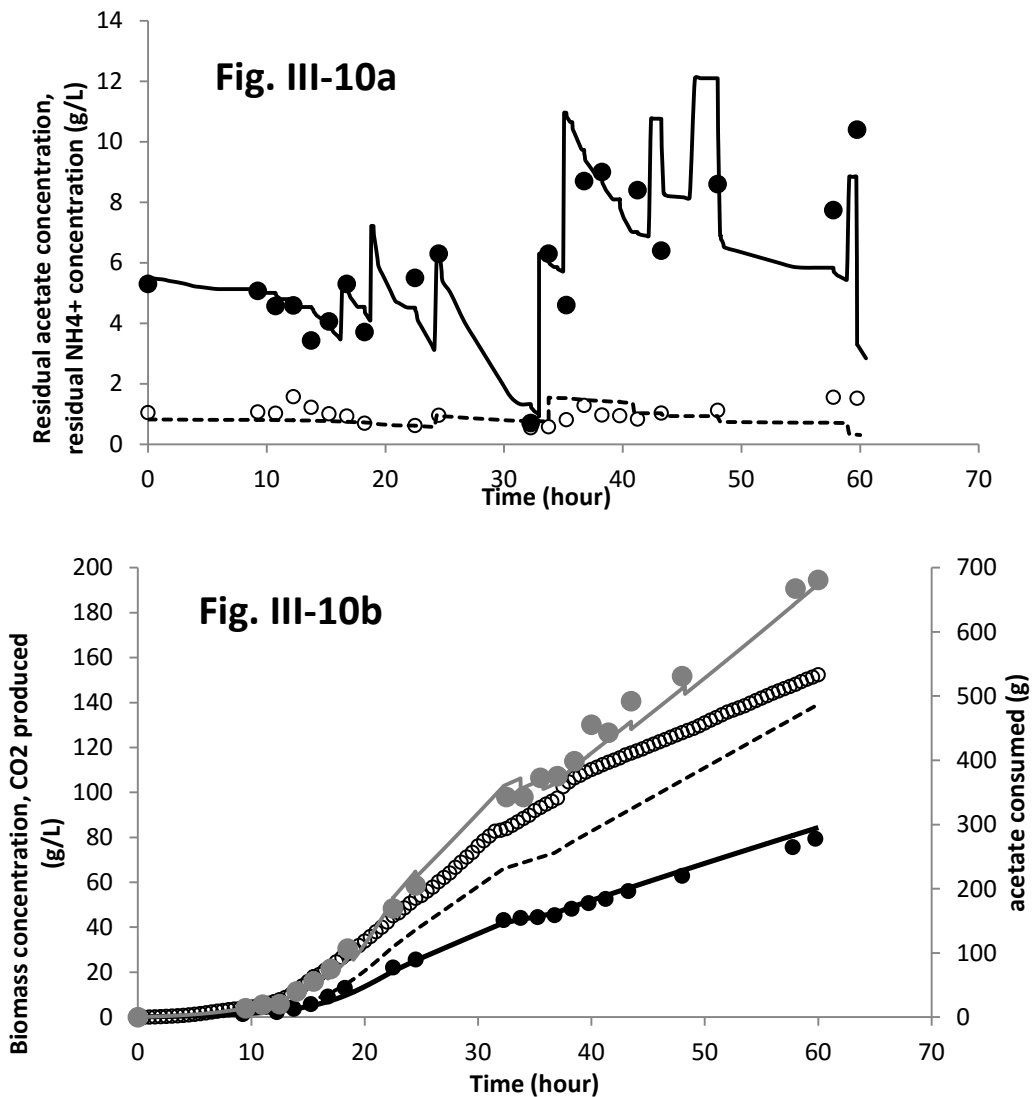 14
12
10
8
6
4
2
0
Fig. III-10a
Residual acetate concentration,
residual NH4+ concentration (g/L)
0 10 20 30 40 50 60 70
Time (hour)
200
180
160
140
120
100
80
60
40
20
0
Fig. III-10b
Biomass concentration, CO2 produced
(g/L)
700
600
500
400
300
200
100
0
acetate consumed (g)
0 10 20 30 40 50 60 70
Time (hour)